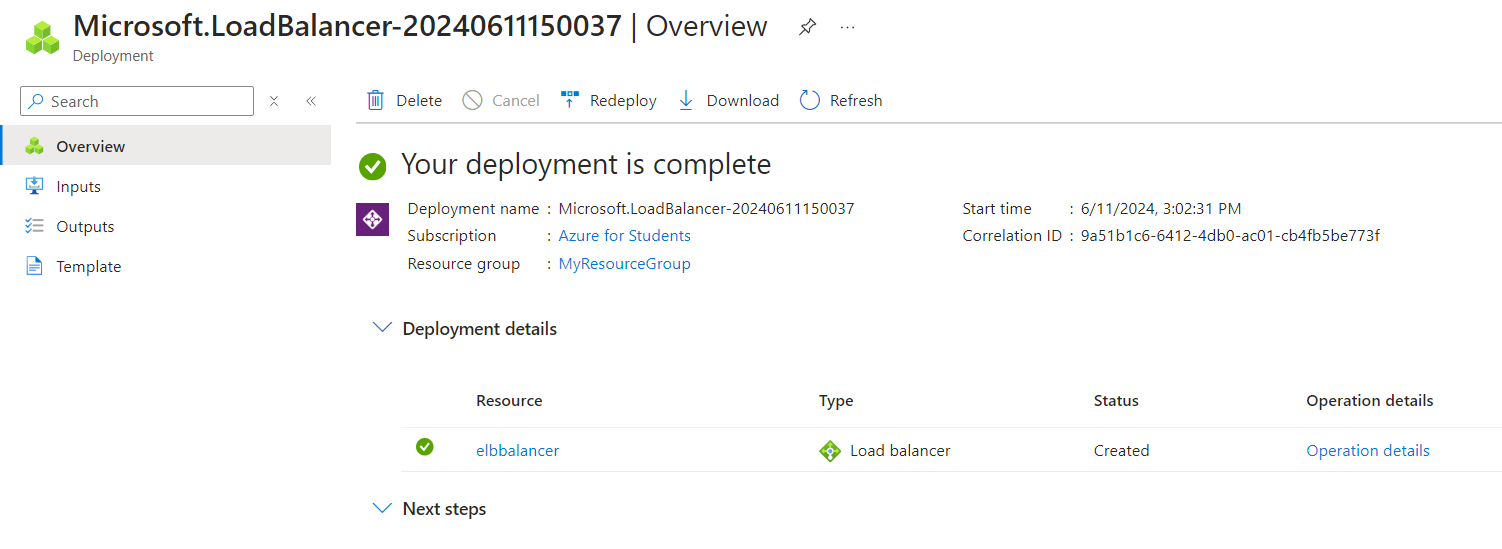 Microsoft.LoadBalancer-20240611150037 | Overview
Deployment
Search
Delete Cancel Redeploy Download Refresh
Overview
Inputs
Outputs
Template
Your deployment is complete
Deployment name : Microsoft.LoadBalancer-20240611150037 Start time : 6/11/2024, 3:02:31 PM
Subscription : Azure for Students Correlation ID : 9a51b1c6-6412-4db0-ac01-cb4fb5be773f
Resource group : MyResourceGroup
Deployment details
Resource Type Status Operation details
elbbalancer Load balancer Created Operation details
Next steps